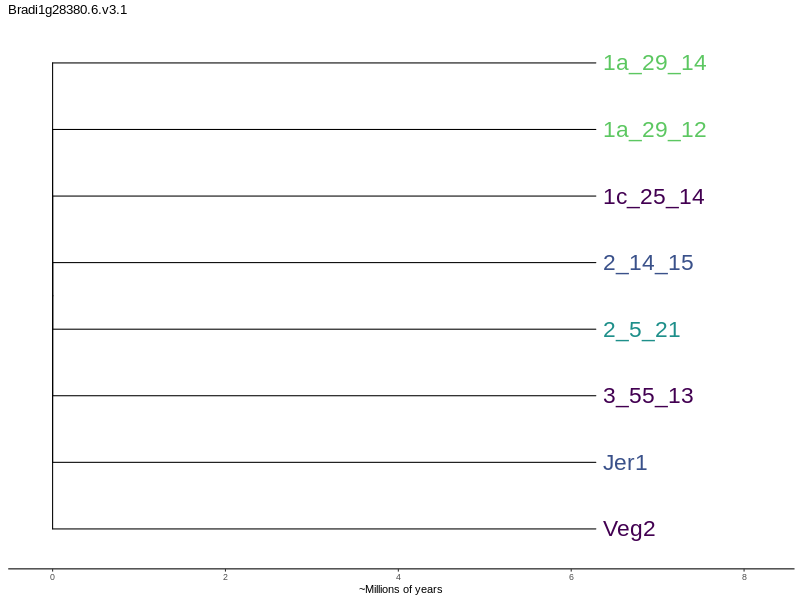 Bradi1g28380.6.v3.1
1a_29_14
1a_29_12
1c_25_14
2_14_15
2_5_21
3_55_13
Jer1
Veg2
0 2 4 6 8
~Millions of years